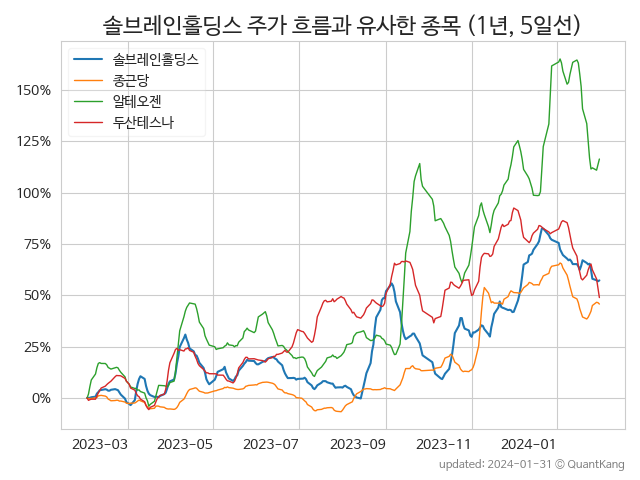 솔브레인홀딩스 주가 흐름과 유사한 종목 (1년, 5일선)
솔브레인홀딩스
종근당
알테오젠
두산테스나
150%
125%
100%
75%
50%
25%
0%
2023-03 2023-05 2023-07 2023-09 2023-11 2024-01
updated: 2024-01-31 © QuantKang